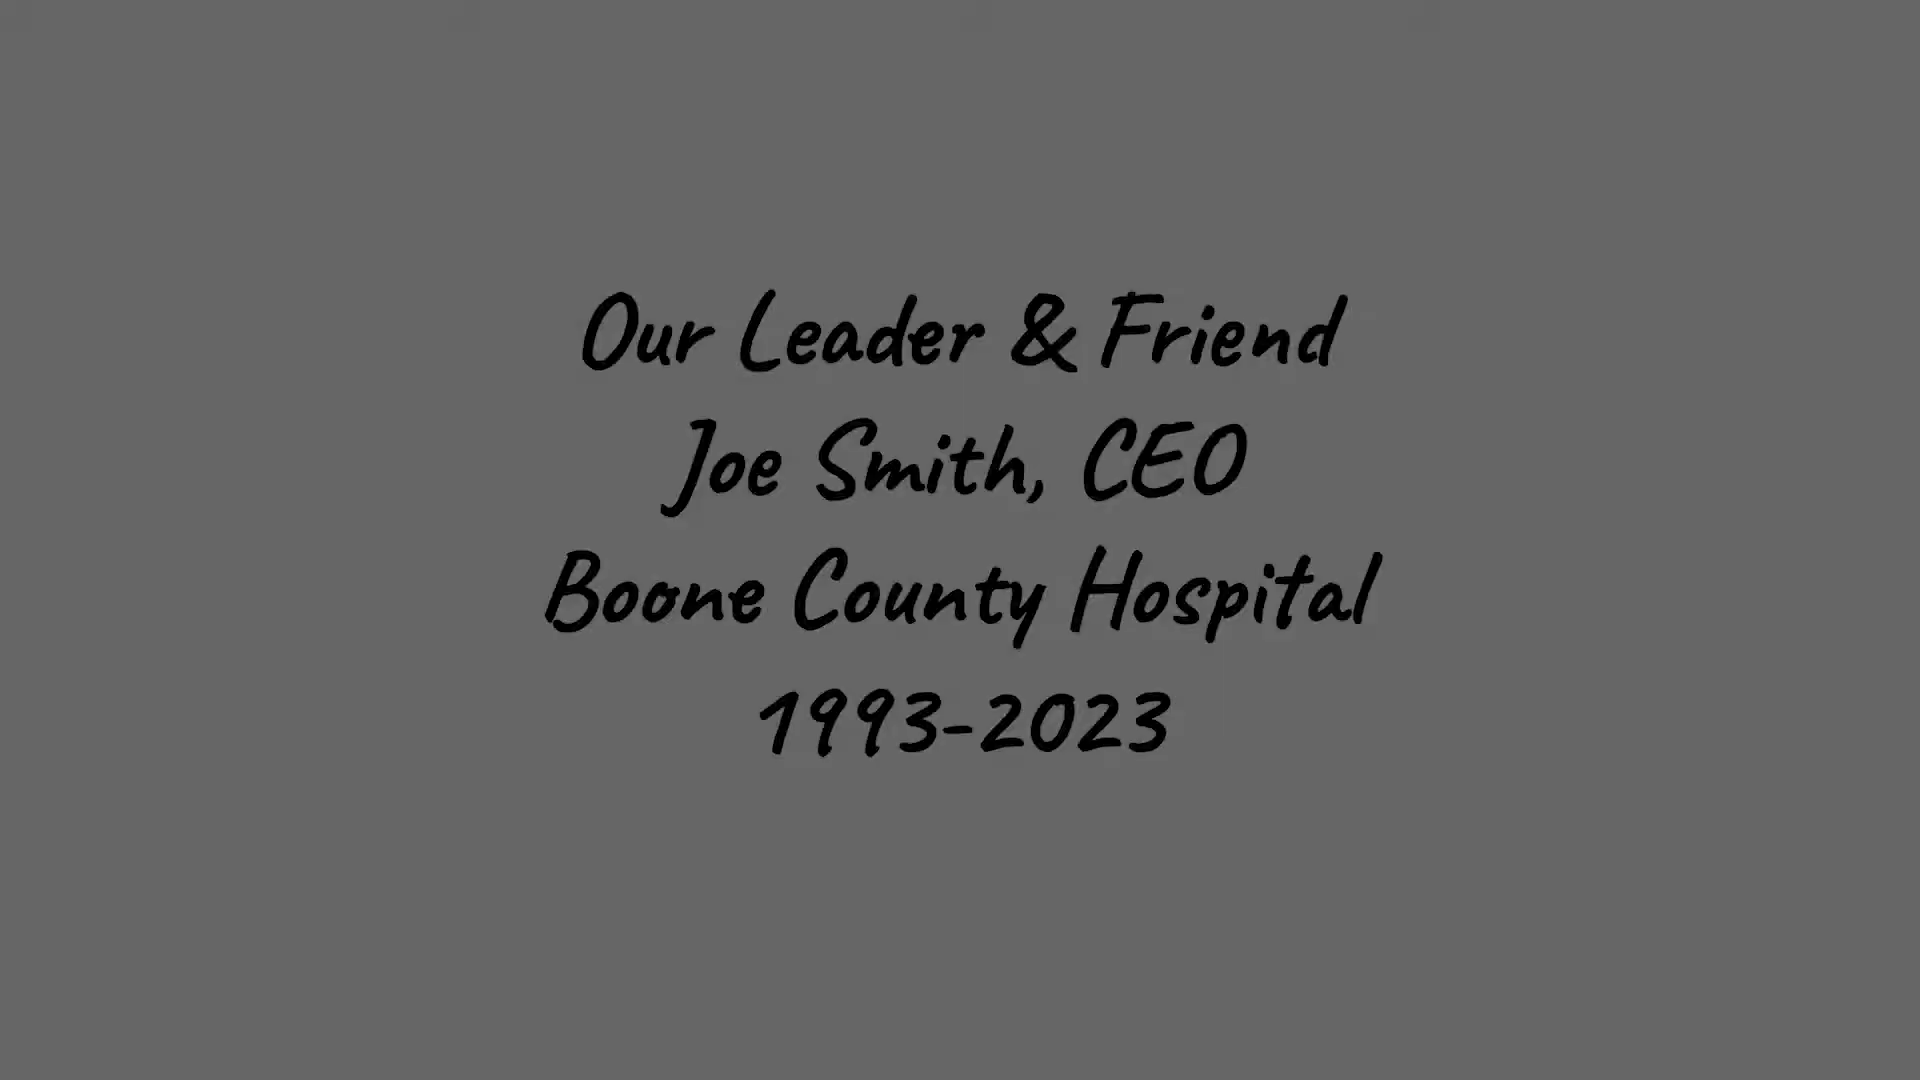 Our Leader & Friend
Joe Smith, CEO
Boone County Hospital
1993-2023